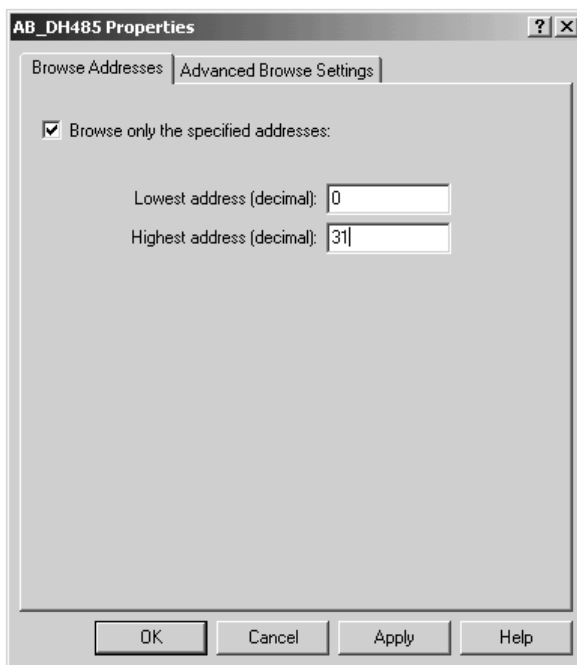 AB_DH485 Properties
Browse Addresses Advanced Browse Settings
Browse only the specified addresses:
Lowest address (decimal): 0
Highest address (decimal): 31
OK Cancel Apply Help